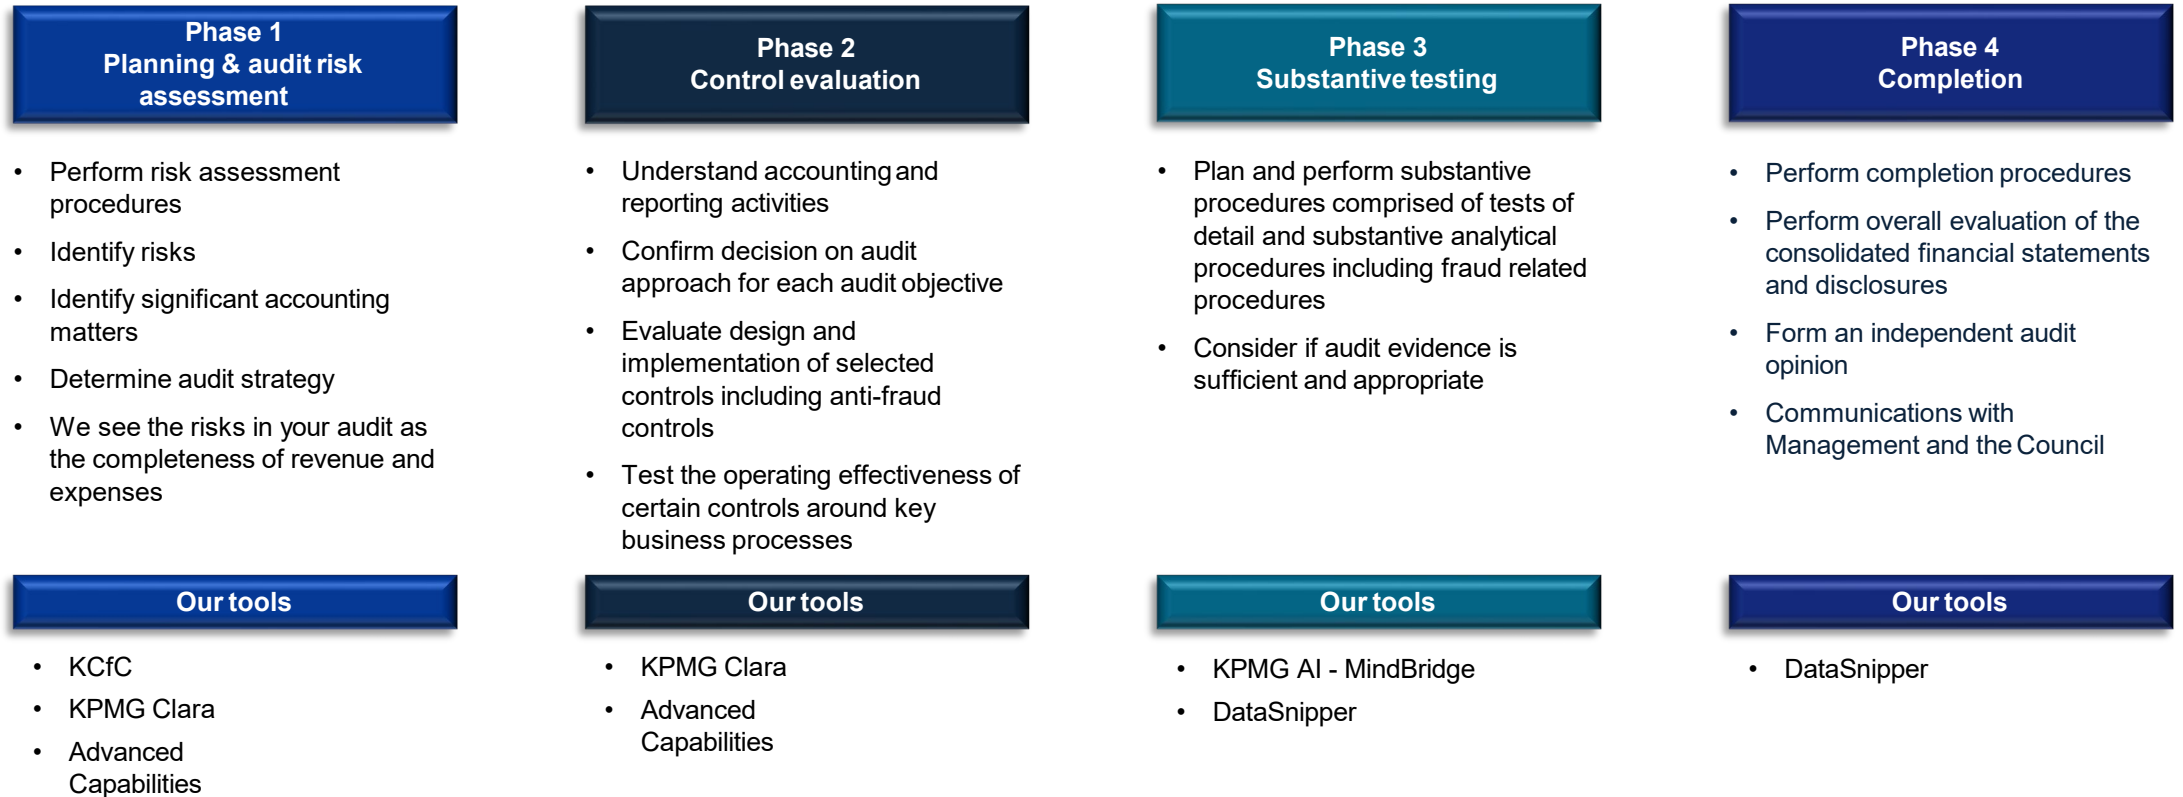 Phase 1
Planning & audit risk
assessment
• Perform risk assessment
procedures
• Identify risks
• Identify significant accounting
matters
• Determine audit strategy
• We see the risks in your audit as
the completeness of revenue and
expenses
Our tools
• KCfC
• KPMG Clara
• Advanced
Capabilities
Phase 2
Control evaluation
• Understand accounting and
reporting activities
• Confirm decision on audit
approach for each audit objective
• Evaluate design and
implementation of selected
controls including anti-fraud
controls
• Test the operating effectiveness of
certain controls around key
business processes
Our tools
• KPMG Clara
• Advanced
Capabilities
Phase 3
Substantive testing
• Plan and perform substantive
procedures comprised of tests of
detail and substantive analytical
procedures including fraud related
procedures
• Consider if audit evidence is
sufficient and appropriate
Our tools
• KPMG AI - MindBridge
• DataSnipper
Phase 4
Completion
• Perform completion procedures
• Perform overall evaluation of the
consolidated financial statements
and disclosures
• Form an independent audit
opinion
• Communications with
Management and the Council
Our tools
• DataSnipper